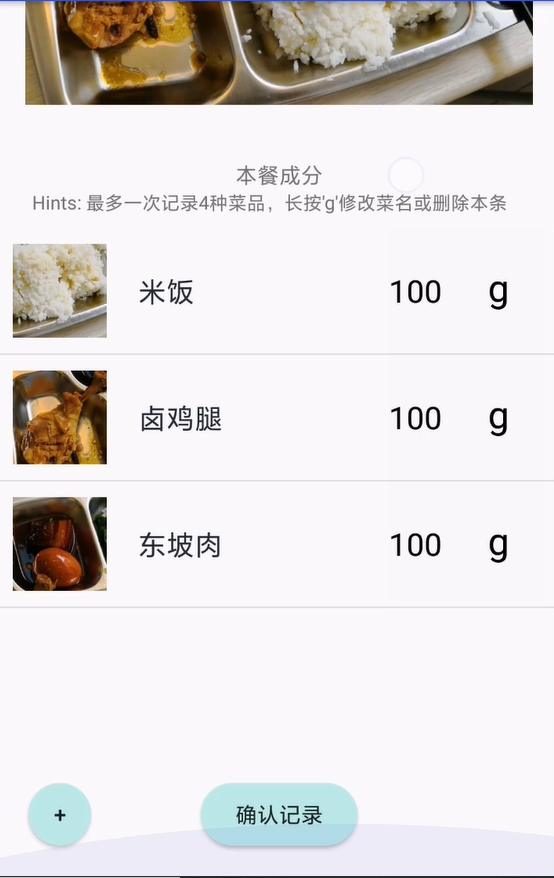 本餐成分
Hints: 最多一次记录4种菜品，长按'g'修改菜名或删除本条
米饭 100 g
卤鸡腿 100 g
东坡肉 100 g
+ 确认记录